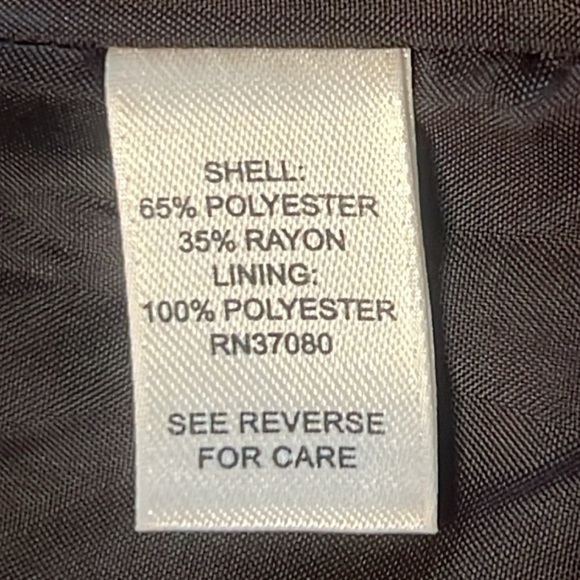 SHELL:
65% POLYESTER
35% RAYON
LINING:
100% POLYESTER
RN37080
SEE REVERSE
FOR CARE